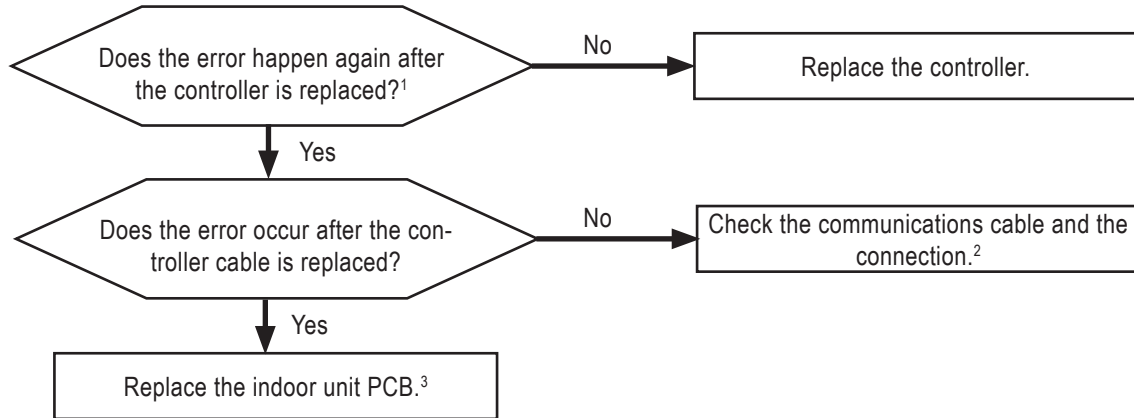 Does the error happen again after
the controller is replaced?¹
No
Replace the controller.
Yes
Does the error occur after the con-
troller cable is replaced?
No
Check the communications cable and the
connection.²
Yes
Replace the indoor unit PCB.³